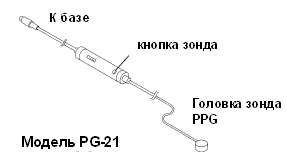 К базе
кнопка зонда
Головка зонда
PPG
Модель PG-21